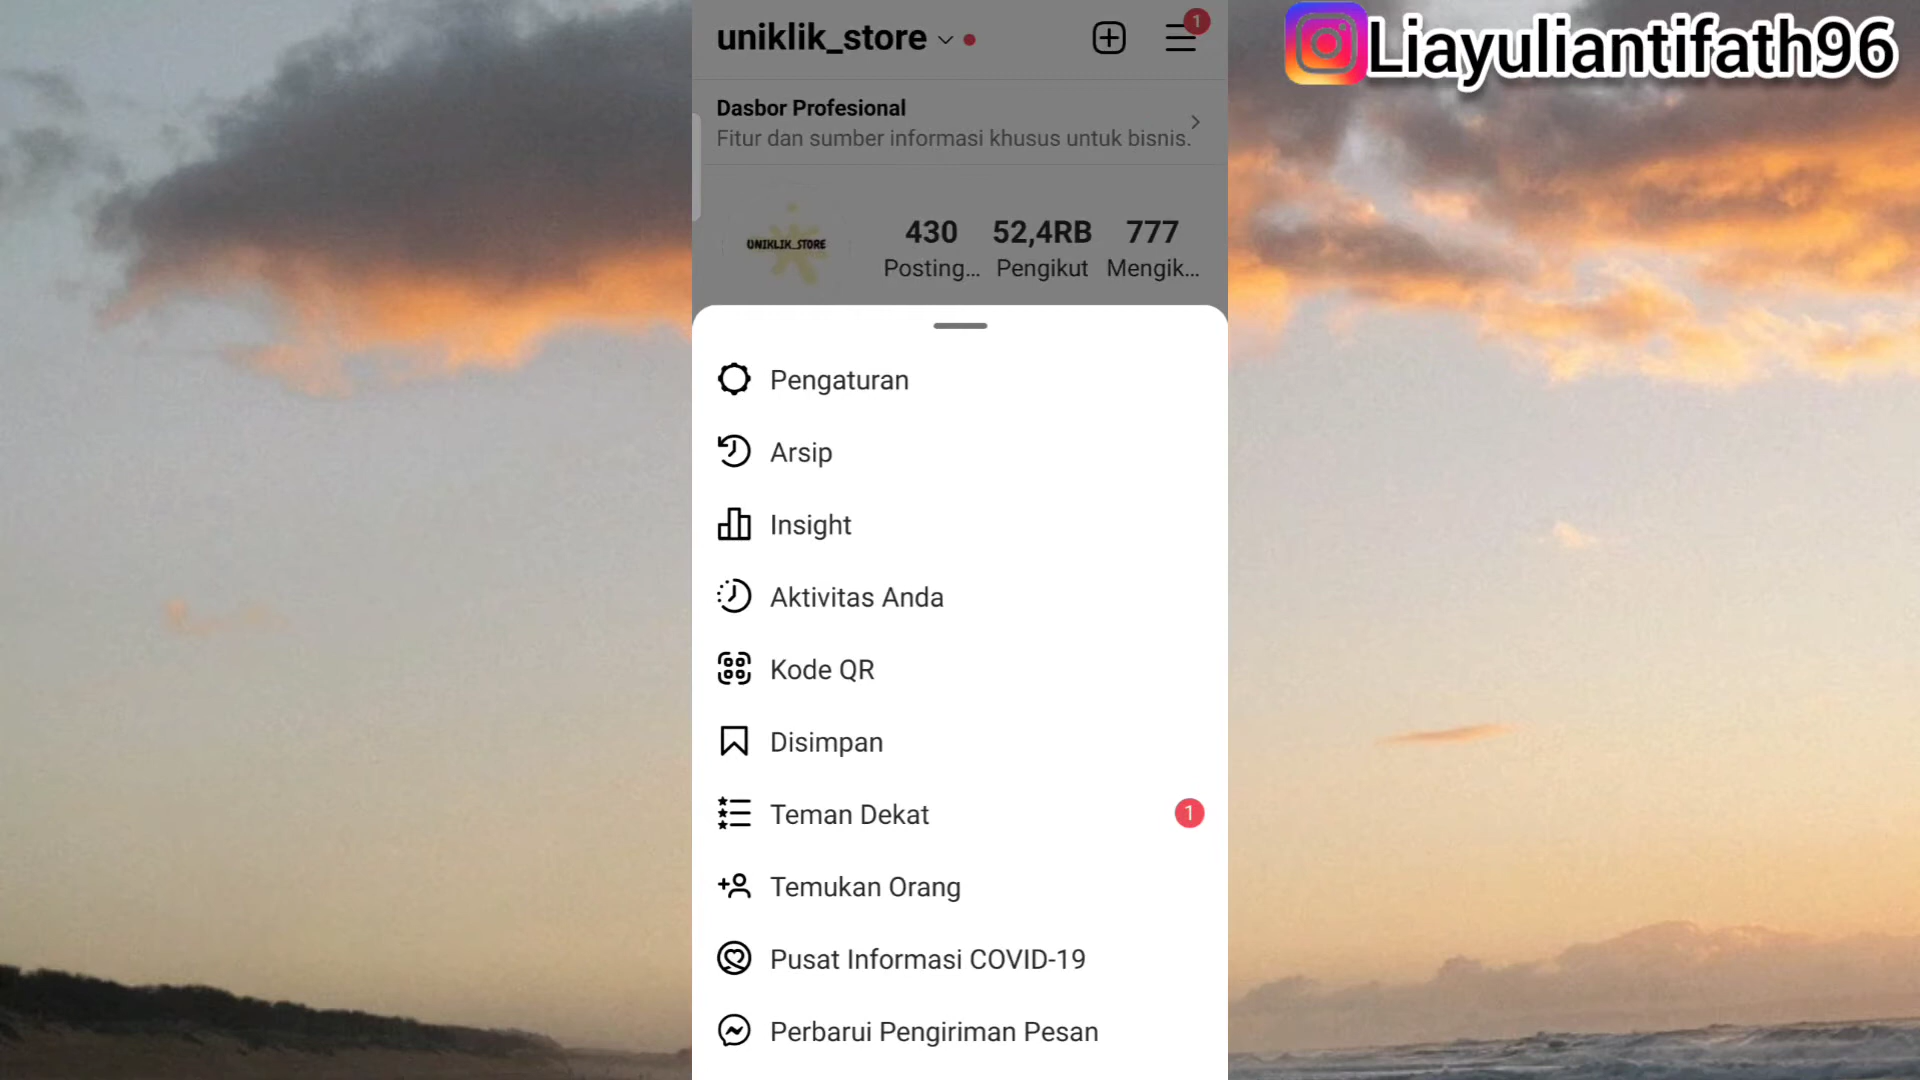 uniklik_store
1
Liayuliantifath96
Dasbor Profesional
Fitur dan sumber informasi khusus untuk bisnis.
UNIKLIK_STORE
430 52,4RB 777
Posting... Pengikut Mengik...
Pengaturan
Arsip
Insight
Aktivitas Anda
Kode QR
Disimpan
Teman Dekat 1
Temukan Orang
Pusat Informasi COVID-19
Perbarui Pengiriman Pesan